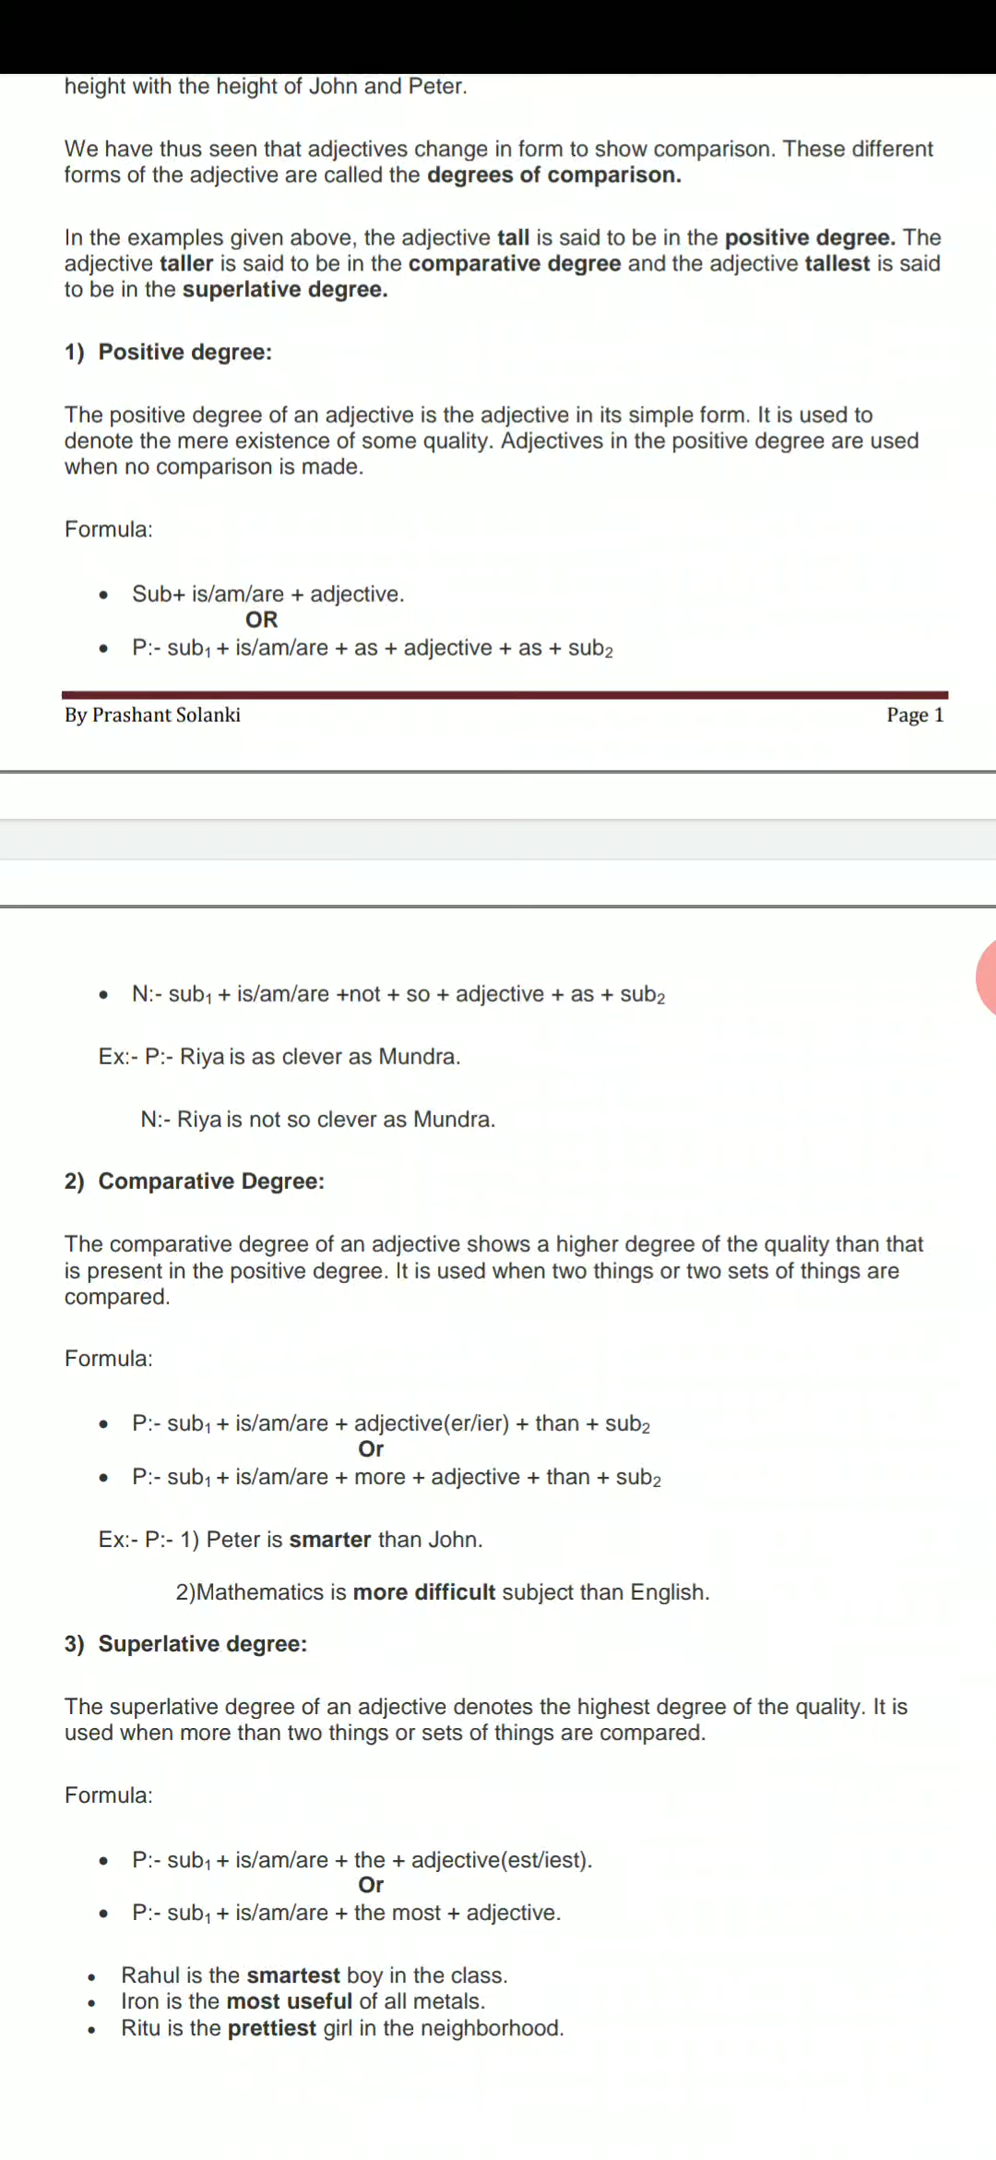 height with the height of John and Peter.
We have thus seen that adjectives change in form to show comparison. These different
forms of the adjective are called the degrees of comparison.
In the examples given above, the adjective tall is said to be in the positive degree. The
adjective taller is said to be in the comparative degree and the adjective tallest is said
to be in the superlative degree.
1) Positive degree:
The positive degree of an adjective is the adjective in its simple form. It is used to
denote the mere existence of some quality. Adjectives in the positive degree are used
when no comparison is made.
Formula:
• Sub+ is/am/are + adjective.
OR
• P:- sub₁ + is/am/are + as + adjective + as + sub₂
By Prashant Solanki Page 1
• N:- sub₁ + is/am/are +not + so + adjective + as + sub₂
Ex:- P:- Riya is as clever as Mundra.
N:- Riya is not so clever as Mundra.
2) Comparative Degree:
The comparative degree of an adjective shows a higher degree of the quality than that
is present in the positive degree. It is used when two things or two sets of things are
compared.
Formula:
• P:- sub₁ + is/am/are + adjective(er/ier) + than + sub₂
Or
• P:- sub₁ + is/am/are + more + adjective + than + sub₂
Ex:- P:- 1) Peter is smarter than John.
2)Mathematics is more difficult subject than English.
3) Superlative degree:
The superlative degree of an adjective denotes the highest degree of the quality. It is
used when more than two things or sets of things are compared.
Formula:
• P:- sub₁ + is/am/are + the + adjective(est/iest).
Or
• P:- sub₁ + is/am/are + the most + adjective.
• Rahul is the smartest boy in the class.
• Iron is the most useful of all metals.
• Ritu is the prettiest girl in the neighborhood.